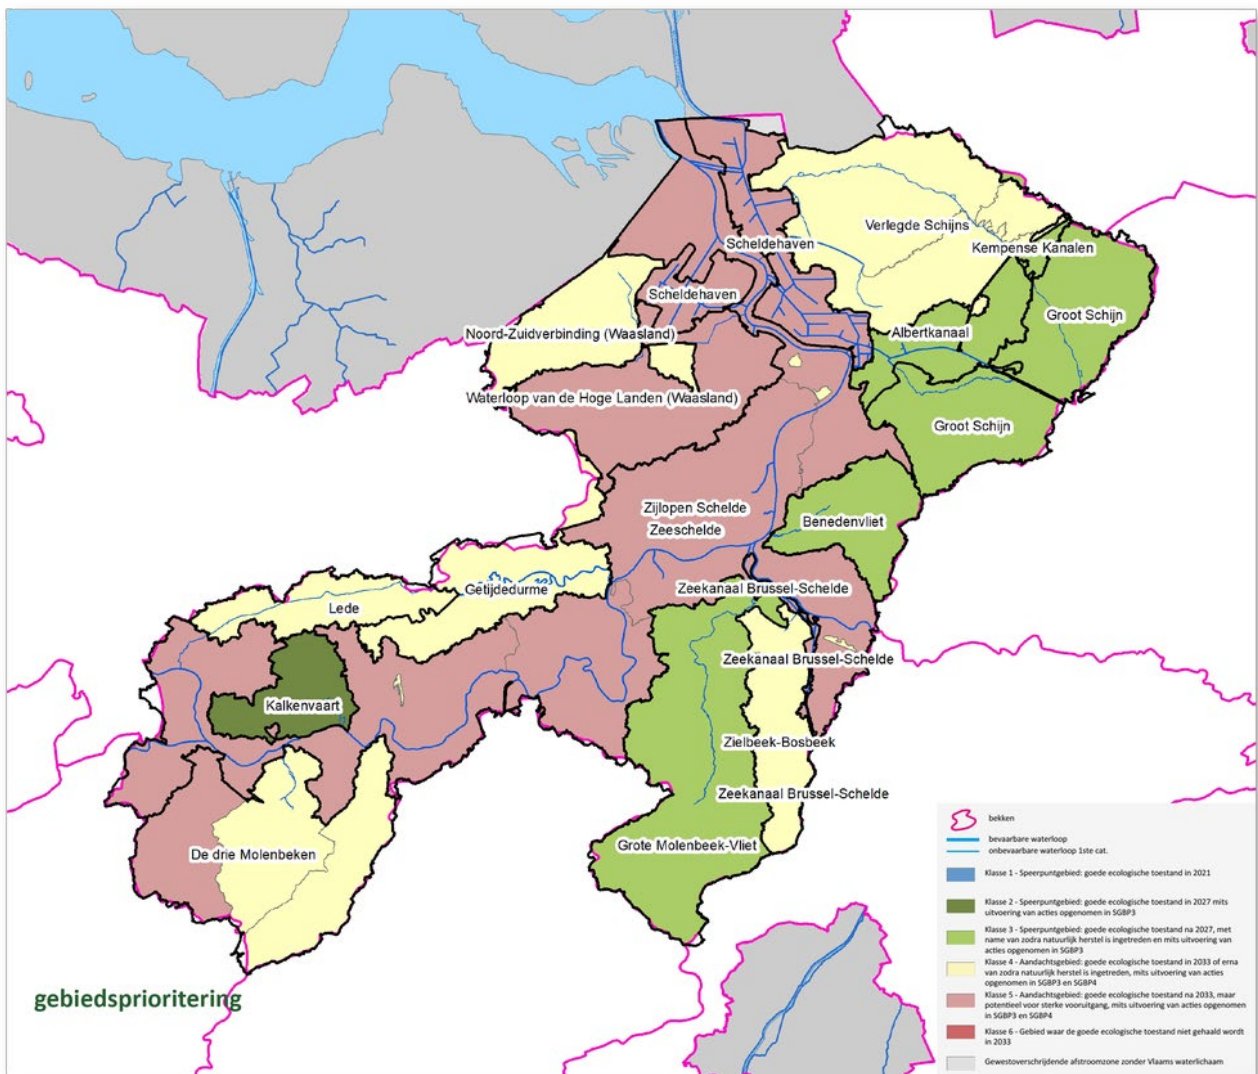 Verlegde Schijns
Scheldehaven
Kempense Kanalen
Scheldehaven
Groot Schijn
Noord-Zuidverbinding (Waasland)
Albertkanaal
Waterloop van de Hoge Landen (Waasland)
Groot Schijn
Zijlopen Schelde
Benedenvliet
Zeeschelde
Getijdedurme
Zeekanaal Brussel-Schelde
Lede
Zeekanaal Brussel-Schelde
Kalkenvaart
Zielbeek-Bosbeek
Zeekanaal Brussel-Schelde
Grote Molenbeek-Vliet
De drie Molenbeken
gebiedsprioritering
bekken
bevaarbare waterloop
onbevaarbare waterloop 1ste cat.
Klasse 1 - Speerpuntgebied: goede ecologische toestand in 2021
Klasse 2 - Speerpuntgebied: goede ecologische toestand in 2027 mits
uitvoering van acties opgenomen in SGBP3
Klasse 3 - Speerpuntgebied: goede ecologische toestand na 2027, met
name van zodra natuurlijk herstel is ingetreden en mits uitvoering van
acties opgenomen in SGBP3
Klasse 4 - Aandachtsgebied: goede ecologische toestand in 2033 of erna
van zodra natuurlijk herstel is ingetreden, mits uitvoering van acties
opgenomen in SGBP3 en SGBP4
Klasse 5 - Aandachtsgebied: goede ecologische toestand na 2033, maar
potentieel voor sterke vooruitgang, mits uitvoering van acties opgenomen
in SGBP3 en SGBP4
Klasse 6 - Gebied waar de goede ecologische toestand niet gehaald wordt
in 2033
Gewestoverschrijdende afstroomzone zonder Vlaams waterlichaam